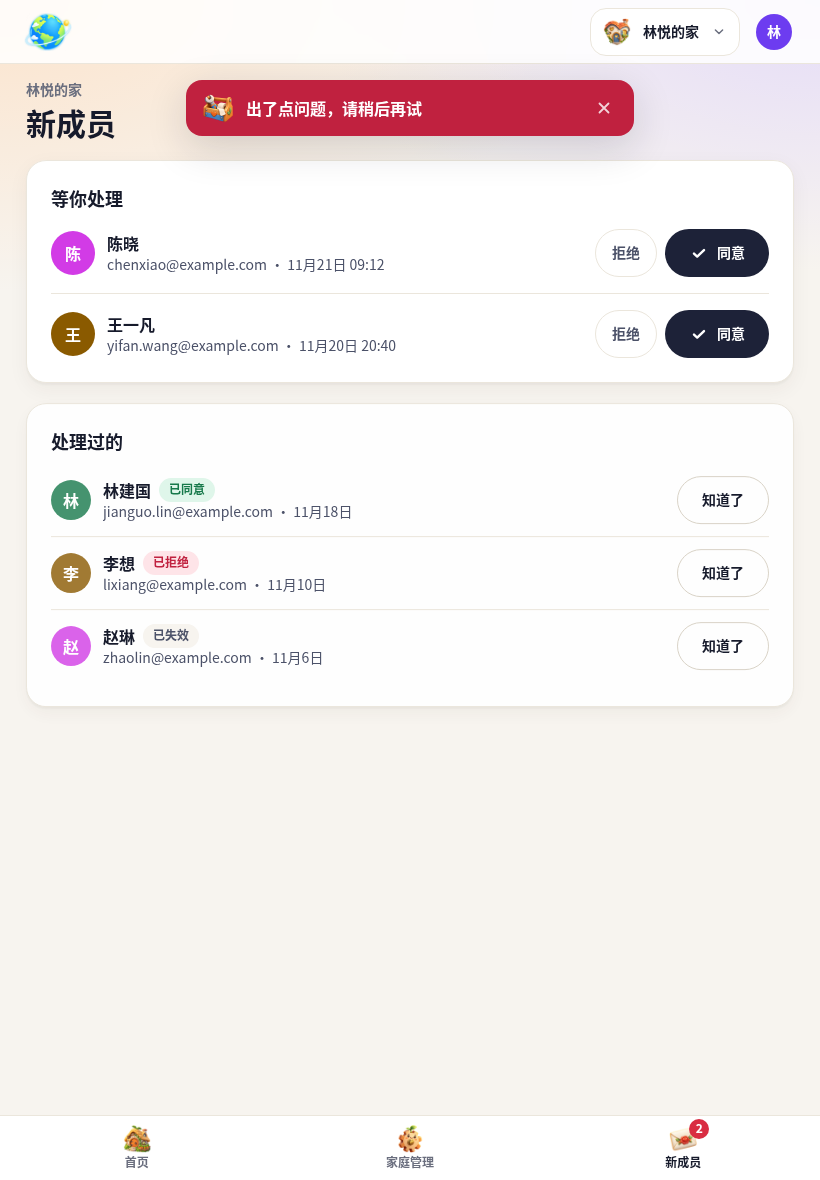 林悦的家
林
林悦的家
新成员
出了点问题，请稍后再试
等你处理
陈
陈晓
chenxiao@example.com · 11月21日 09:12
拒绝
同意
王
王一凡
yifan.wang@example.com · 11月20日 20:40
拒绝
同意
处理过的
林
林建国 已同意
jianguo.lin@example.com · 11月18日
知道了
李
李想 已拒绝
lixiang@example.com · 11月10日
知道了
赵
赵琳 已失效
zhaolin@example.com · 11月6日
知道了
首页
家庭管理
2
新成员